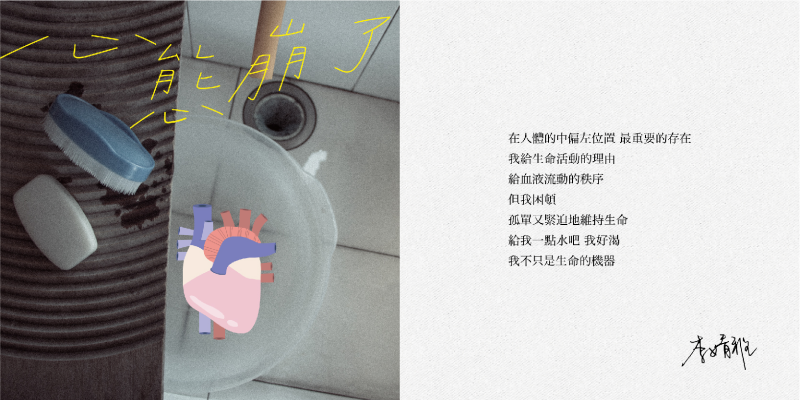 心態崩了
在人體的中偏左位置 最重要的存在
我給生命活動的理由
給血液流動的秩序
但我困頓
孤單又緊迫地維持生命
給我一點水吧 我好渴
我不只是生命的機器